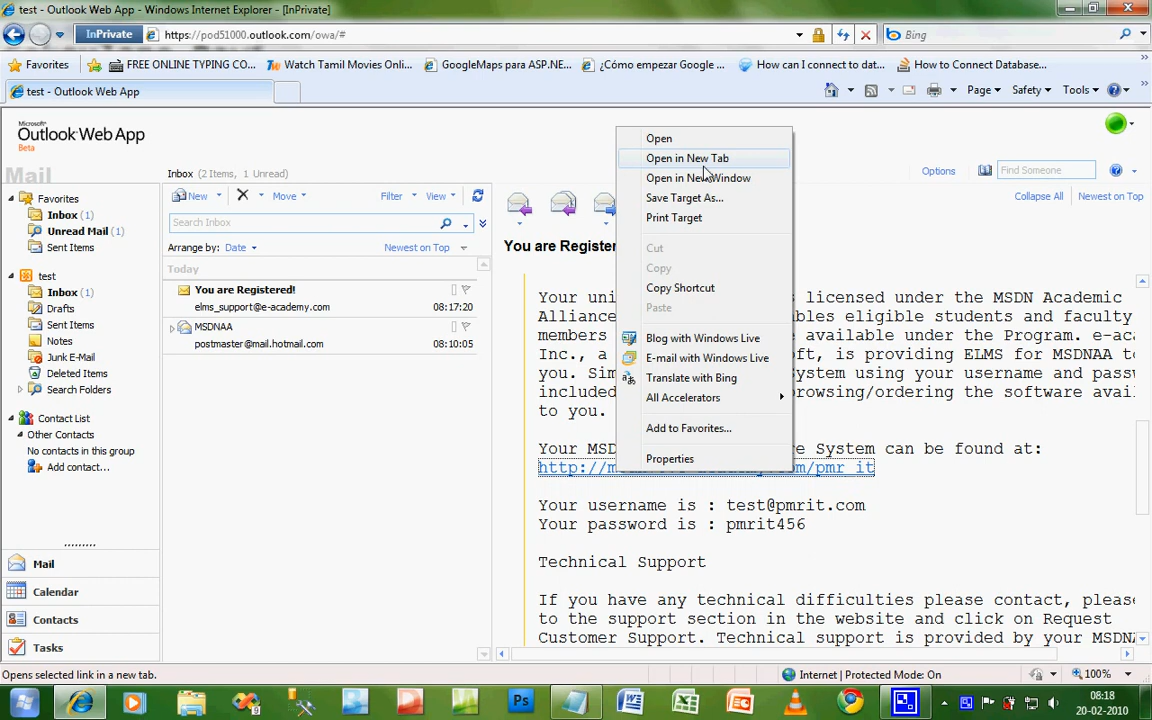 test - Outlook Web App - Windows Internet Explorer - [InPrivate]
InPrivate
https://pod51000.outlook.com/owa/#
Bing
Favorites
FREE ONLINE TYPING CO...
Watch Tamil Movies Onl...
GoogleMaps para ASP.NE...
¿Cómo empezar Google ...
How can I connect to dat...
How to Connect Database...
test - Outlook Web App
Page
Safety
Tools
Microsoft
Outlook Web App
Beta
Mail
Inbox (2 Items, 1 Unread)
Options
Find Someone
Favorites
Inbox (1)
Unread Mail (1)
Sent Items
test
Inbox (1)
Drafts
Sent Items
Notes
Junk E-Mail
Deleted Items
Search Folders
Contact List
Other Contacts
No contacts in this group
Add contact...
Mail
Calendar
Contacts
Tasks
New
Move
Filter
View
Search Inbox
Arrange by: Date
Newest on Top
Today
You are Registered!
elms_support@e-academy.com
08:17:20
MSDNAA
postmaster@mail.hotmail.com
08:10:05
Collapse All
Newest on Top
You are Register
Open
Open in New Tab
Open in New Window
Save Target As...
Print Target
Cut
Copy
Copy Shortcut
Paste
Blog with Windows Live
E-mail with Windows Live
Translate with Bing
All Accelerators
Add to Favorites...
Properties
Your uni
s licensed under the MSDN Academic
Alliance
ables eligible students and faculty
members
e available under the Program. e-aca
Inc., a
oft, is providing ELMS for MSDNAA to
you. Sim
System using your username and passw
included
browsing/ordering the software availa
to you.
Your MSD
re System can be found at:
http://m
my.com/pmr_it
Your username is : test@pmrit.com
Your password is : pmrit456
Technical Support
If you have any technical difficulties please contact, please
to the support section in the website and click on Request
Customer Support. Technical support is provided by your MSDNA
Opens selected link in a new tab.
Internet | Protected Mode: On
100%
Ps
08:18
20-02-2010